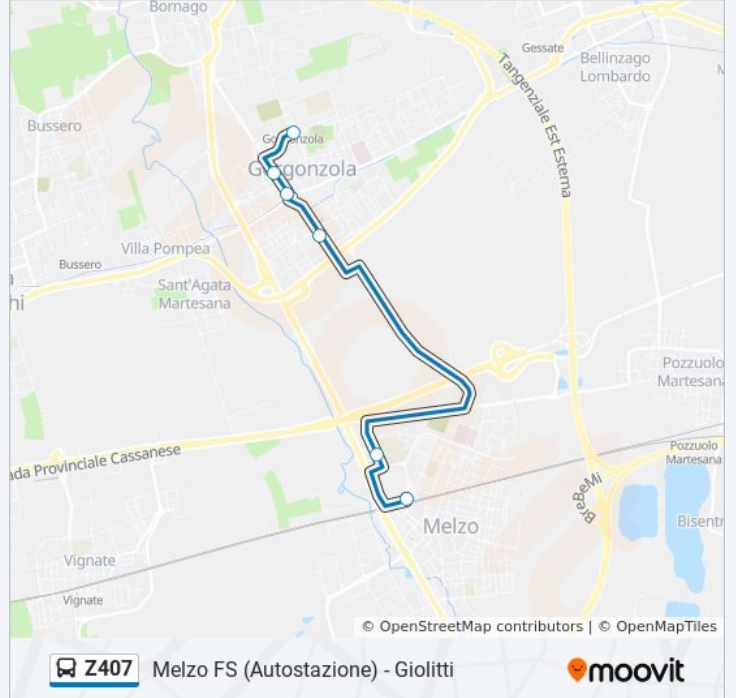 Bornago
Gessate
Bellinzago
Lombardo
Tangenziale Est Esterna
Bussero
Gorgonzola
Villa Pompea
Bussero
Sant'Agata
Martesana
hi
Pozzuolo
Martesana
ada Provinciale Cassanese
Pozzuolo
Martesana
BreBeMi
Bisentr
Melzo
Vignate
Vignate
© OpenStreetMap contributors | © OpenMapTiles
Z407 Melzo FS (Autostazione) - Giolitti
moovit